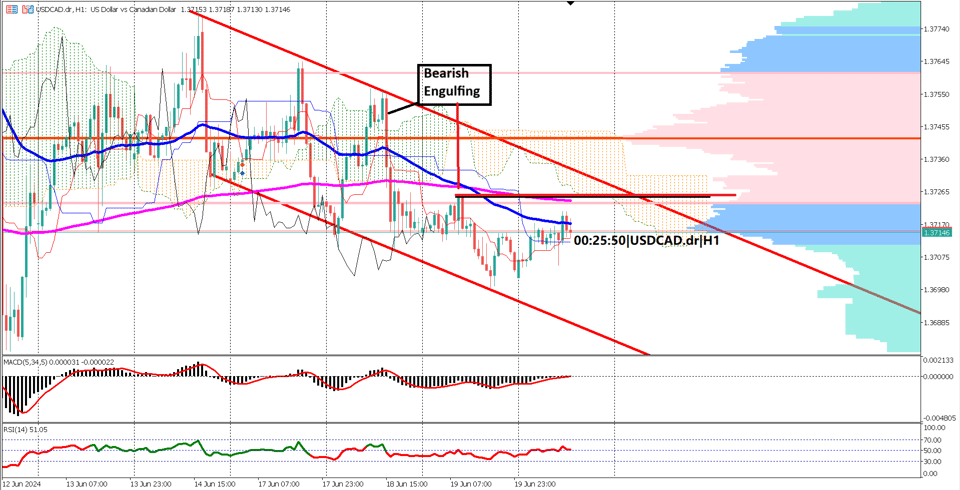 USDCAD.dr, H1: US Dollar vs Canadian Dollar 1.37153 1.37187 1.37130 1.37146
1.37740
1.37645
Bearish
Engulfing
1.37550
1.37455
1.37360
1.37265
1.37170
1.37146
00:25:50|USDCAD.dr|H1
1.37075
1.36980
1.36885
MACD(5,34,5) 0.000031 -0.000022
0.002133
0.000000
-0.004805
RSI(14) 51.05
100.00
70.00
50.00
30.00
0.00
12 Jun 2024
13 Jun 07:00
13 Jun 23:00
14 Jun 15:00
17 Jun 07:00
17 Jun 23:00
18 Jun 15:00
19 Jun 07:00
19 Jun 23:00